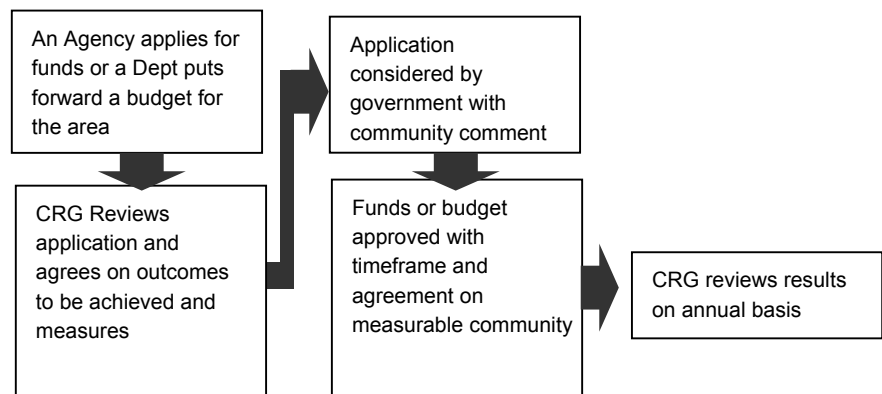 An Agency applies for
funds or a Dept puts
forward a budget for
the area
CRG Reviews
application and
agrees on outcomes
to be achieved and
measures
Application
considered by
government with
community comment
Funds or budget
approved with
timeframe and
agreement on
measurable community
CRG reviews results
on annual basis